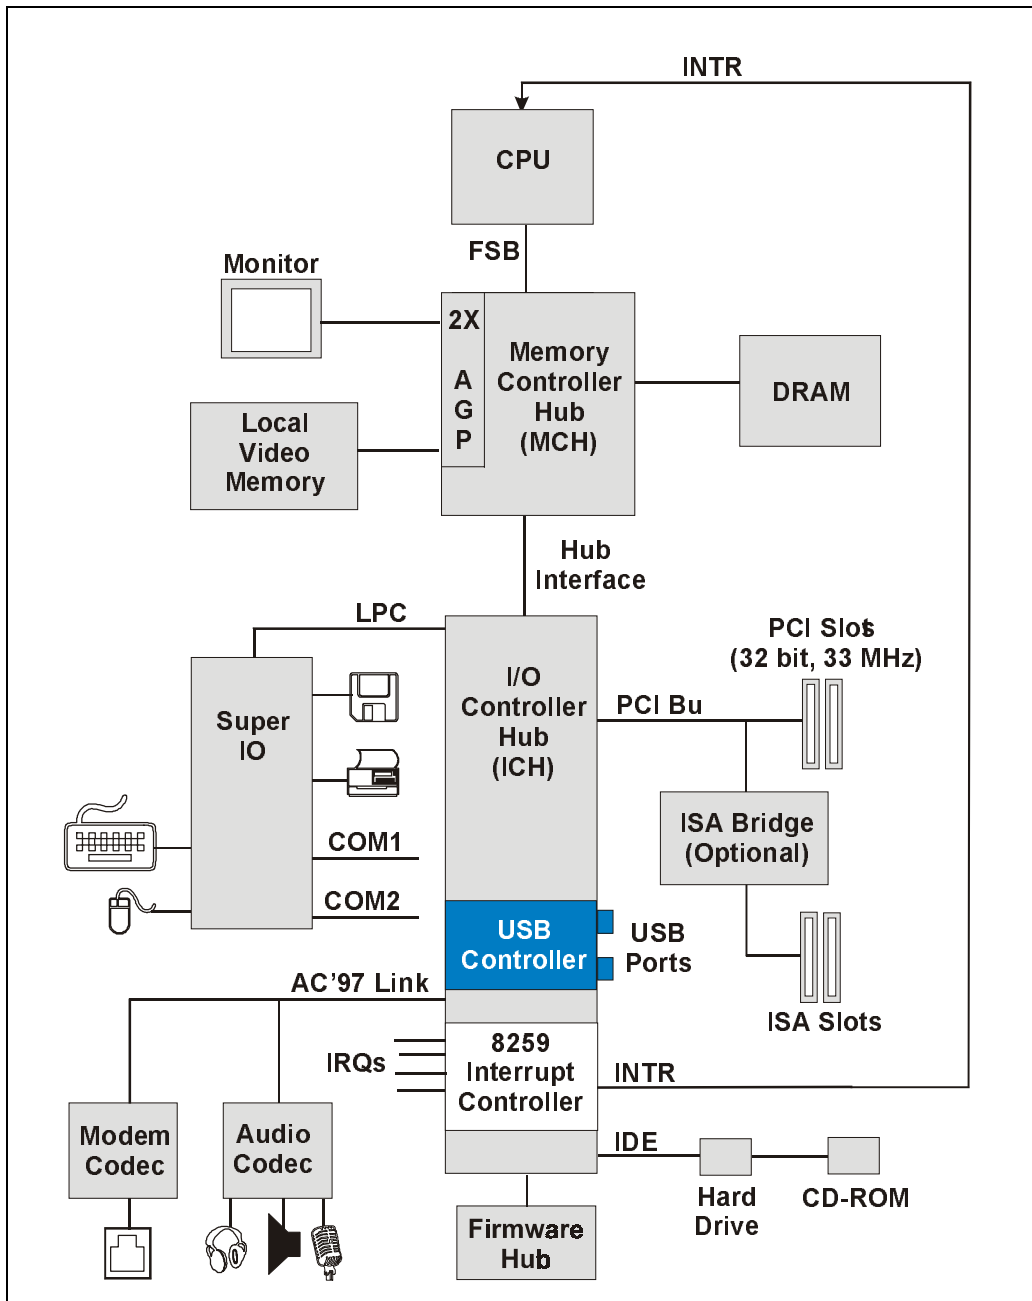 INTR
CPU
FSB
Monitor
2X
A
G
P
Memory
Controller
Hub
(MCH)
DRAM
Local
Video
Memory
Hub
Interface
LPC
PCI Slots
(32 bit, 33 MHz)
I/O
Controller
Hub
(ICH)
PCI Bu
Super
IO
ISA Bridge
(Optional)
COM1
COM2
USB
Controller
USB
Ports
AC'97 Link
ISA Slots
IRQs
8259
Interrupt
Controller
INTR
Modem
Codec
Audio
Codec
IDE
Hard
Drive
CD-ROM
Firmware
Hub